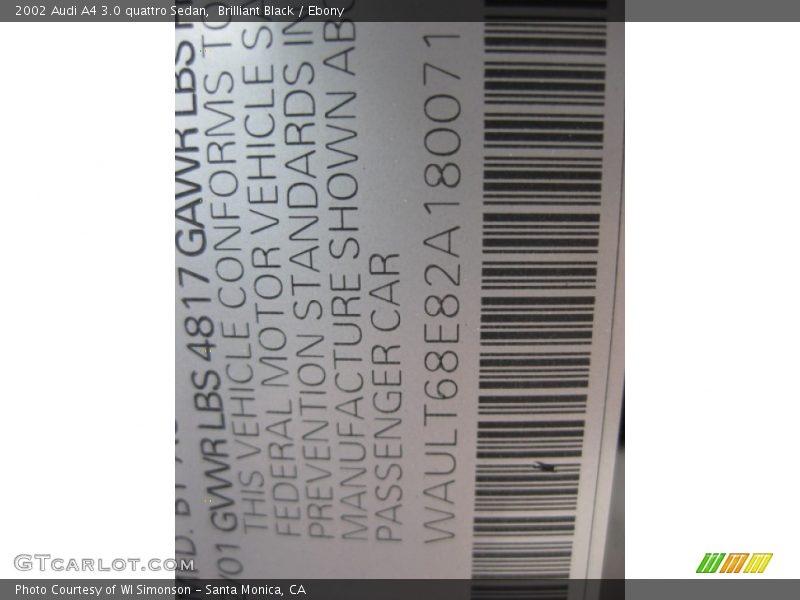 2002 Audi A4 3.0 quattro Sedan, Brilliant Black / Ebony
01 GVWR LBS 4817 GAWR LBS
THIS VEHICLE CONFORMS TO
FEDERAL MOTOR VEHICLE
PREVENTION STANDARDS IN
MANUFACTURE SHOWN
PASSENGER CAR
WAULT68E82A180071
GTCARLOT.COM
Photo Courtesy of WI Simonson - Santa Monica, CA